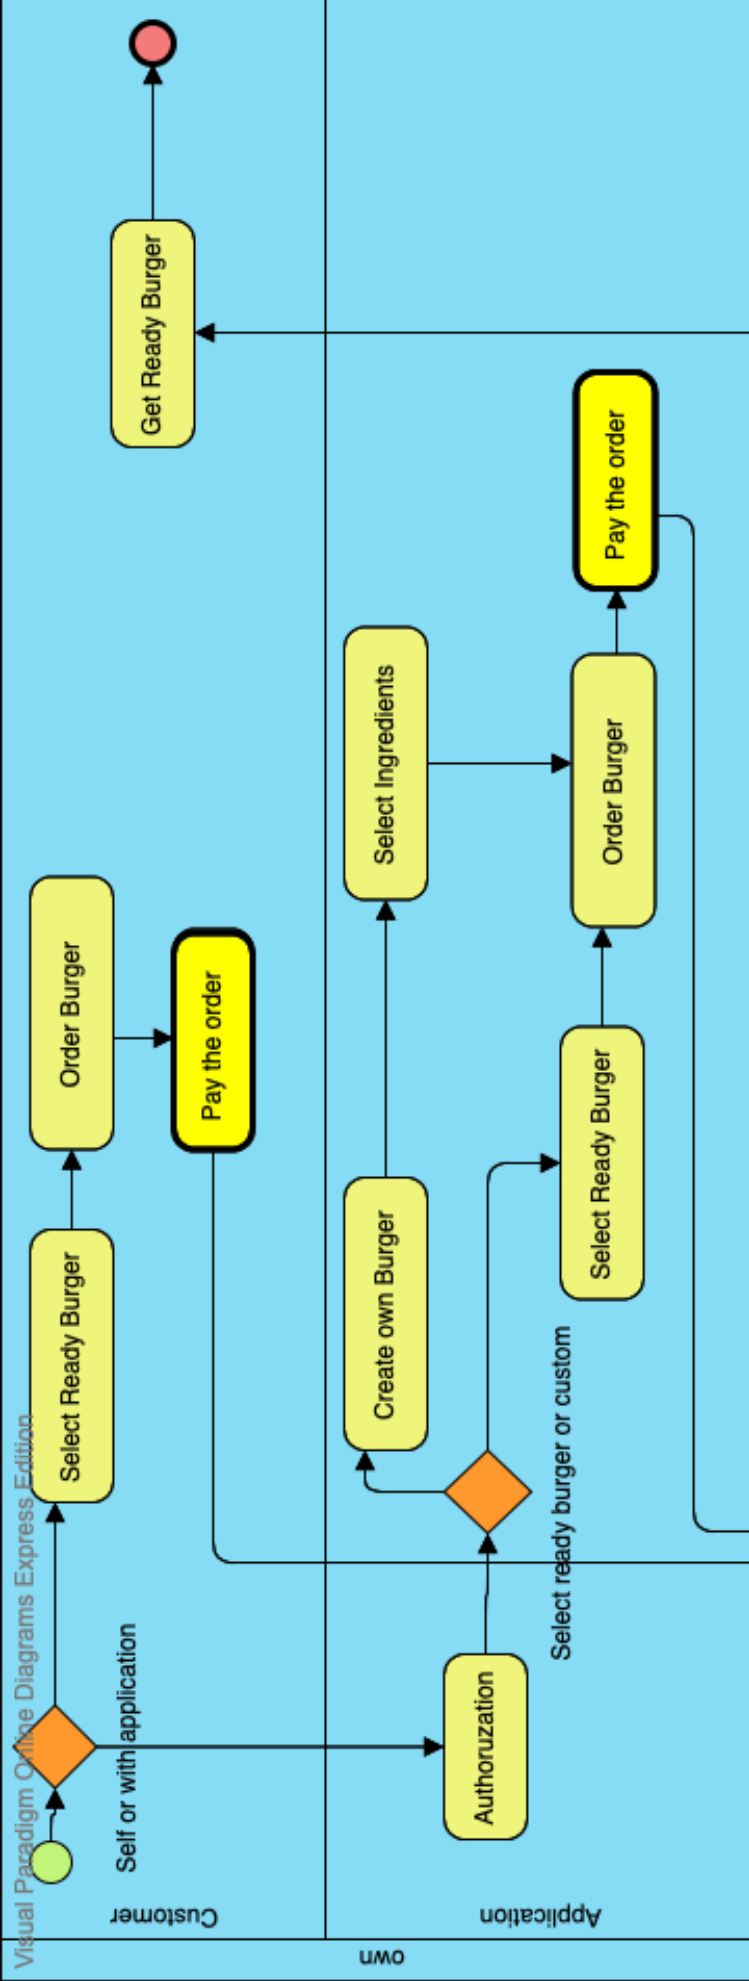 Visual Paradigm Online Diagrams Express Edition
own
Customer
Self or with application
Select Ready Burger
Order Burger
Pay the order
Get Ready Burger
Application
Authoruzation
Select ready burger or custom
Create own Burger
Select Ingredients
Select Ready Burger
Order Burger
Pay the order